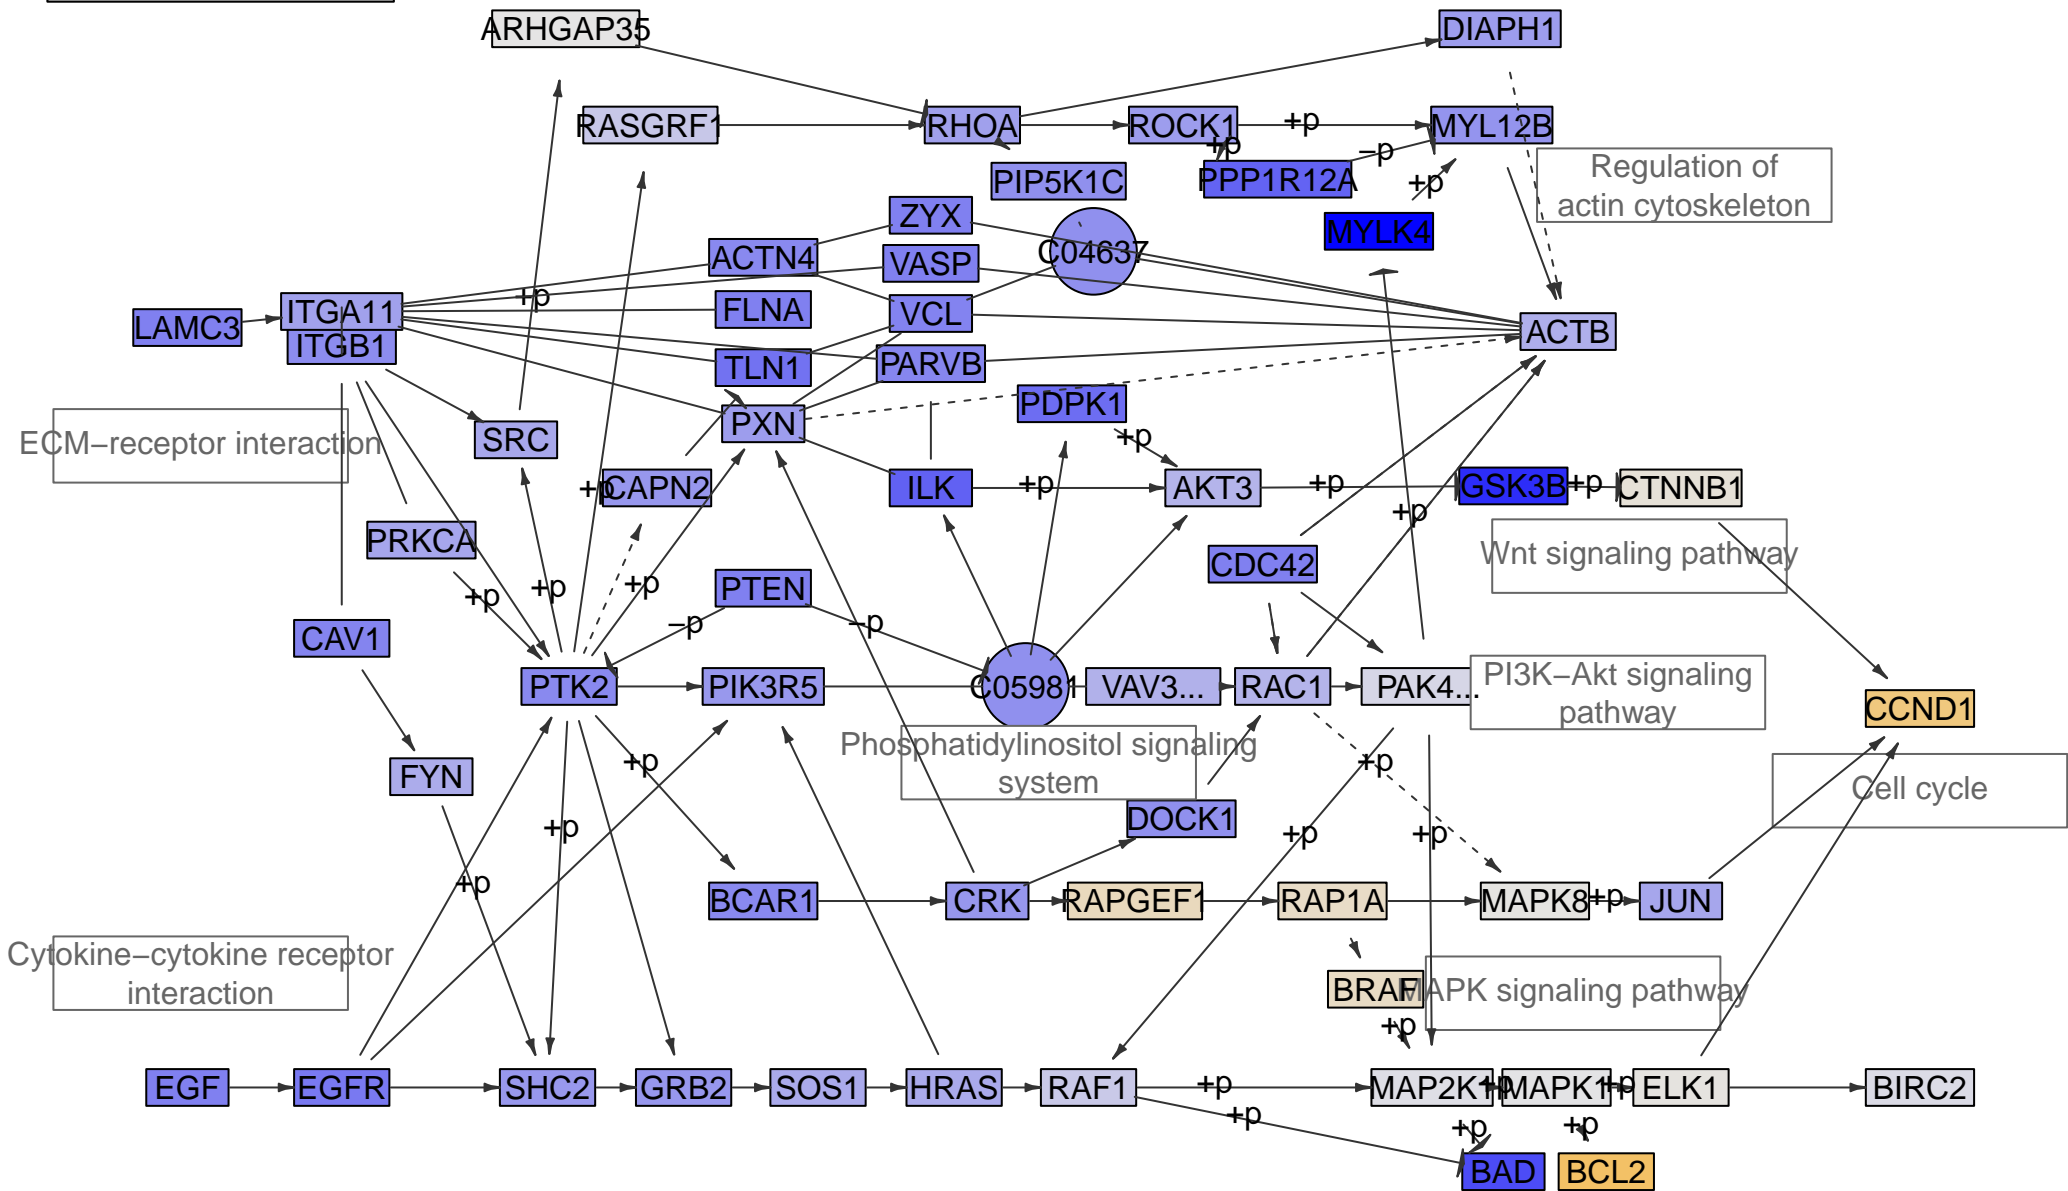 ARHGAP35
DIAPH1
RASGRF1
RHOA
ROCK1
+p
MYL12B
+p
−p
PIP5K1C
PPP1R12A
+p
Regulation of
actin cytoskeleton
ZYX
MYLK4
ACTN4
VASP
C04637
+p
ITGA11
FLNA
VCL
LAMC3
ITGB1
ACTB
TLN1
PARVB
PDPK1
PXN
ECM−receptor interaction
SRC
+p
+p
CAPN2
ILK
+p
AKT3
+p
GSK3B
+p
CTNNB1
+p
PRKCA
Wnt signaling pathway
CDC42
+p
+p
+p
PTEN
−p
−p
CAV1
PTK2
PIK3R5
C05981
VAV3...
RAC1
PAK4...
PI3K−Akt signaling
pathway
CCND1
Phosphatidylinositol signaling
system
FYN
+p
+p
Cell cycle
DOCK1
+p
+p
+p
+p
BCAR1
CRK
RAPGEF1
RAP1A
MAPK8
+p
JUN
Cytokine−cytokine receptor
interaction
BRAF
MAPK signaling pathway
+p
EGF
EGFR
SHC2
GRB2
SOS1
HRAS
RAF1
+p
MAP2K1
+p
MAPK1
+p
ELK1
BIRC2
+p
+p
+p
BAD
BCL2